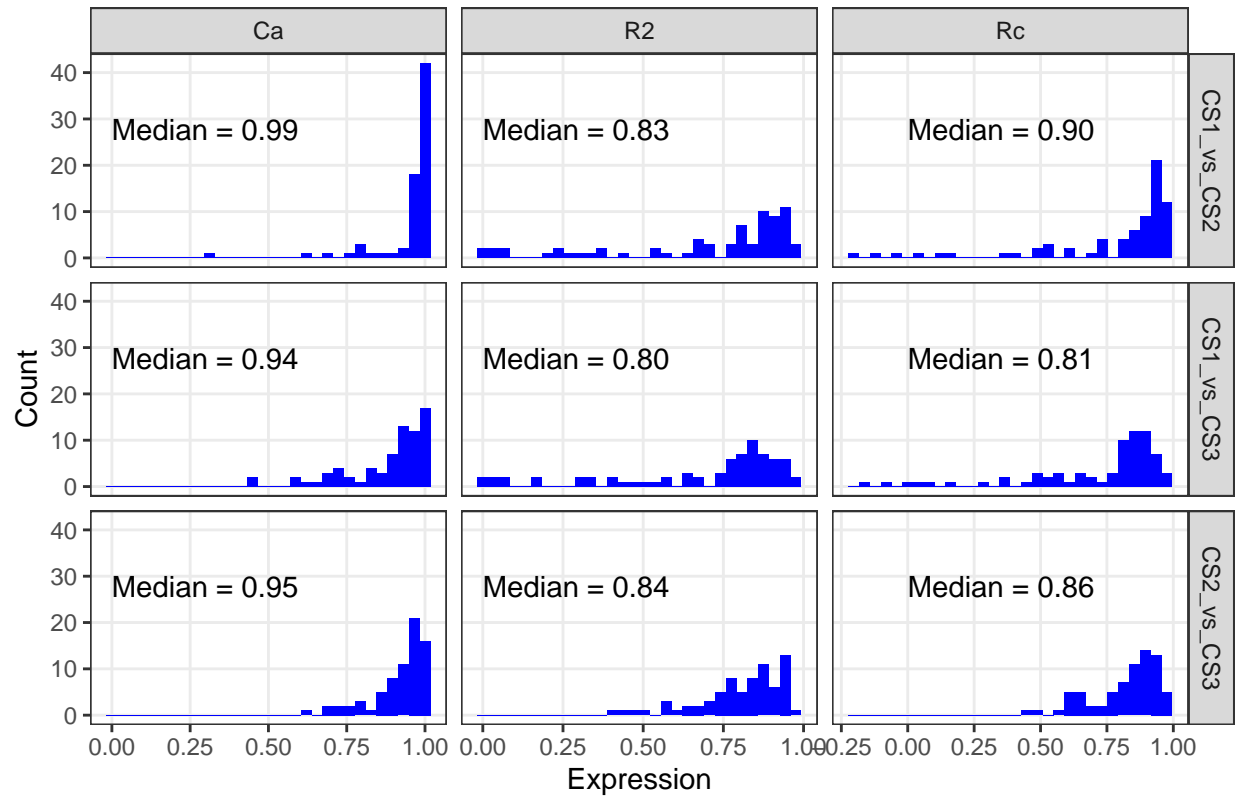 Ca R2 Rc
40
30
20
10
0
Median = 0.99 Median = 0.83 Median = 0.90
CS1_vs_CS2
40
30
20
10
0
Median = 0.94 Median = 0.80 Median = 0.81
CS1_vs_CS3
40
30
20
10
0
Median = 0.95 Median = 0.84 Median = 0.86
CS2_vs_CS3
0.00 0.25 0.50 0.75 1.00 0.00 0.25 0.50 0.75 1.00 −0.25 0.00 0.25 0.50 0.75 1.00
Expression
Count